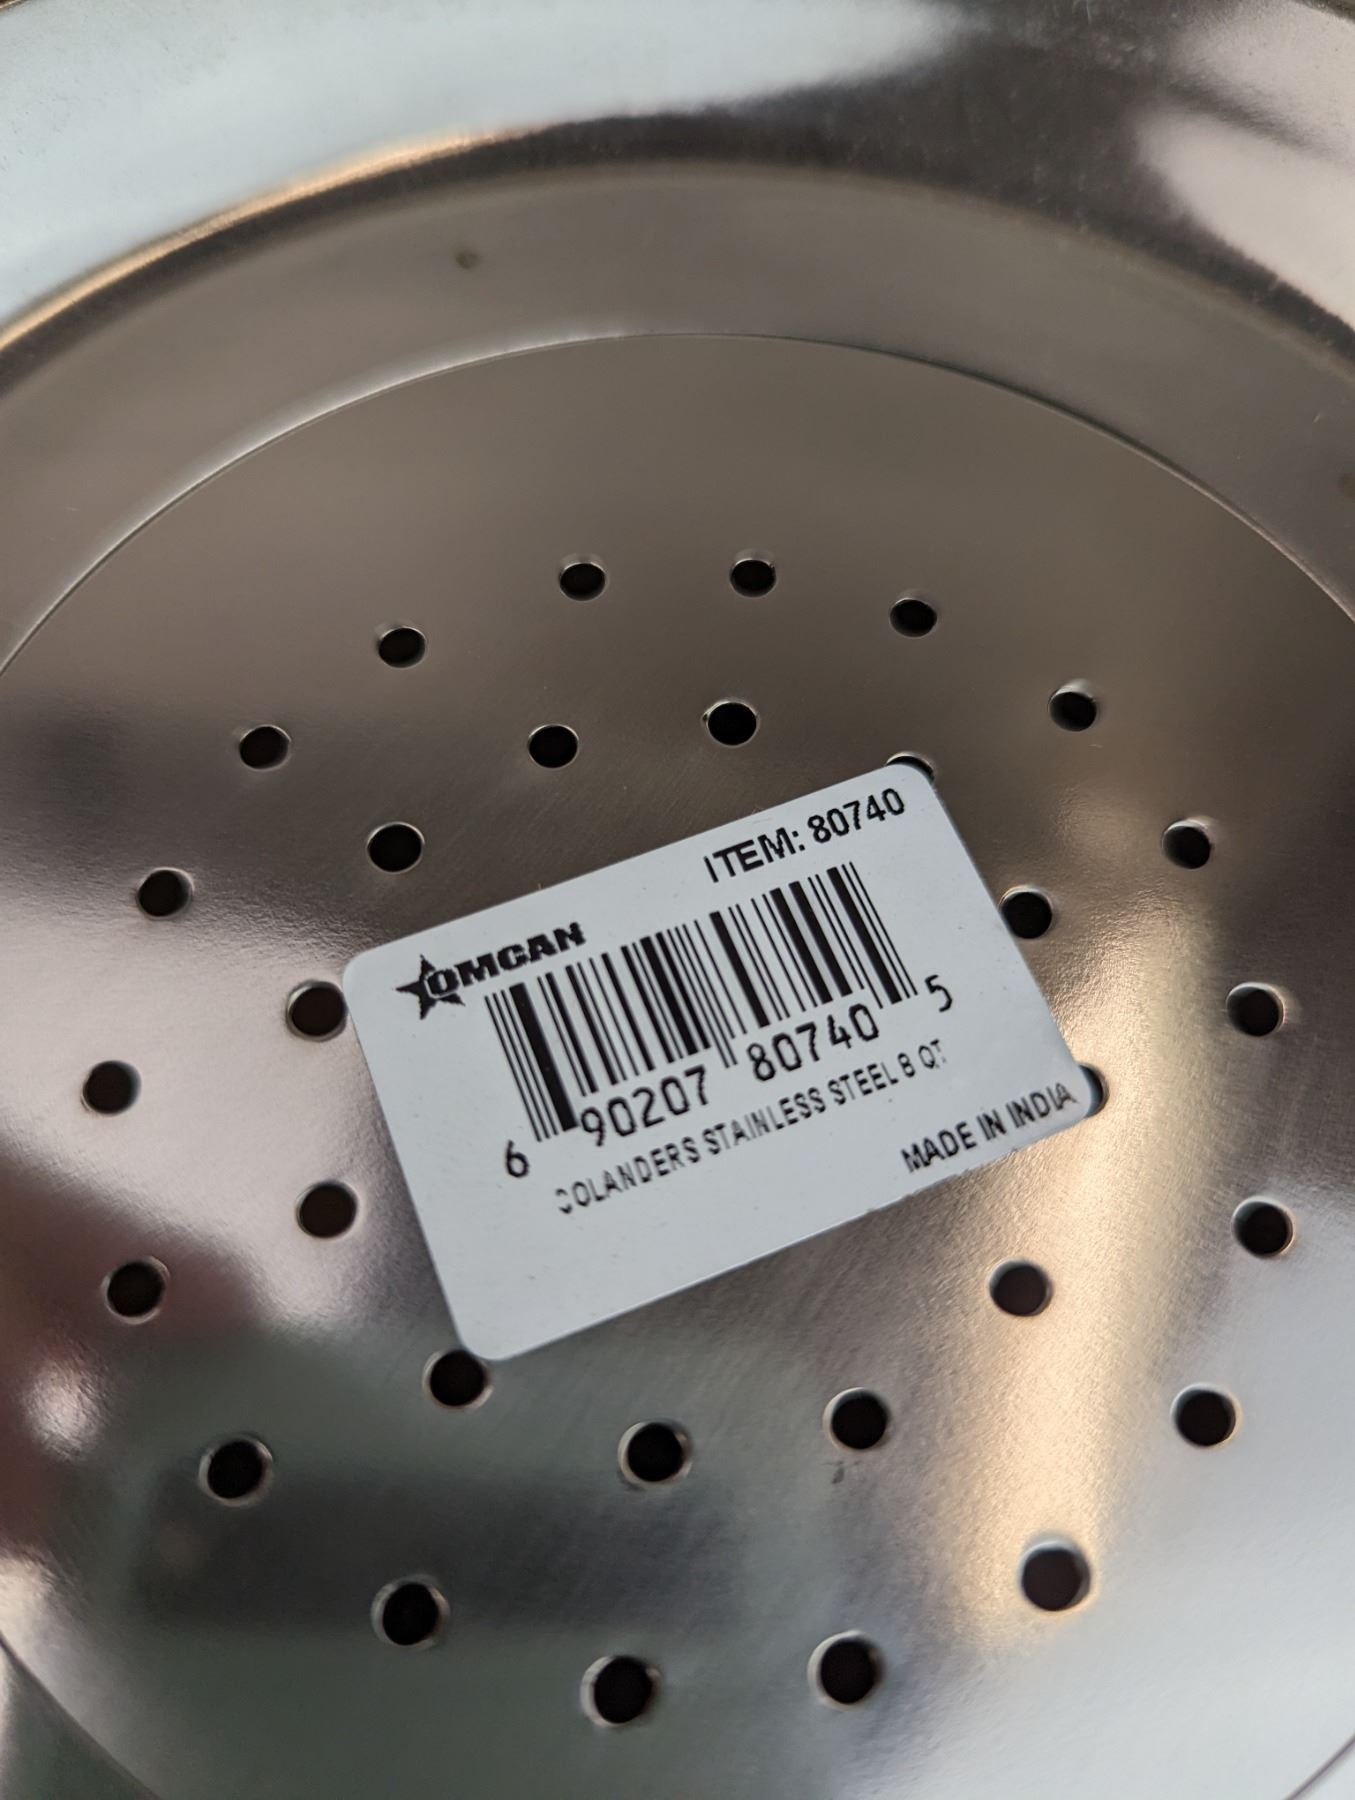 ITEM: 80740
OMCAN
6 90207 80740 5
COLANDERS STAINLESS STEEL 8 QT
MADE IN INDIA